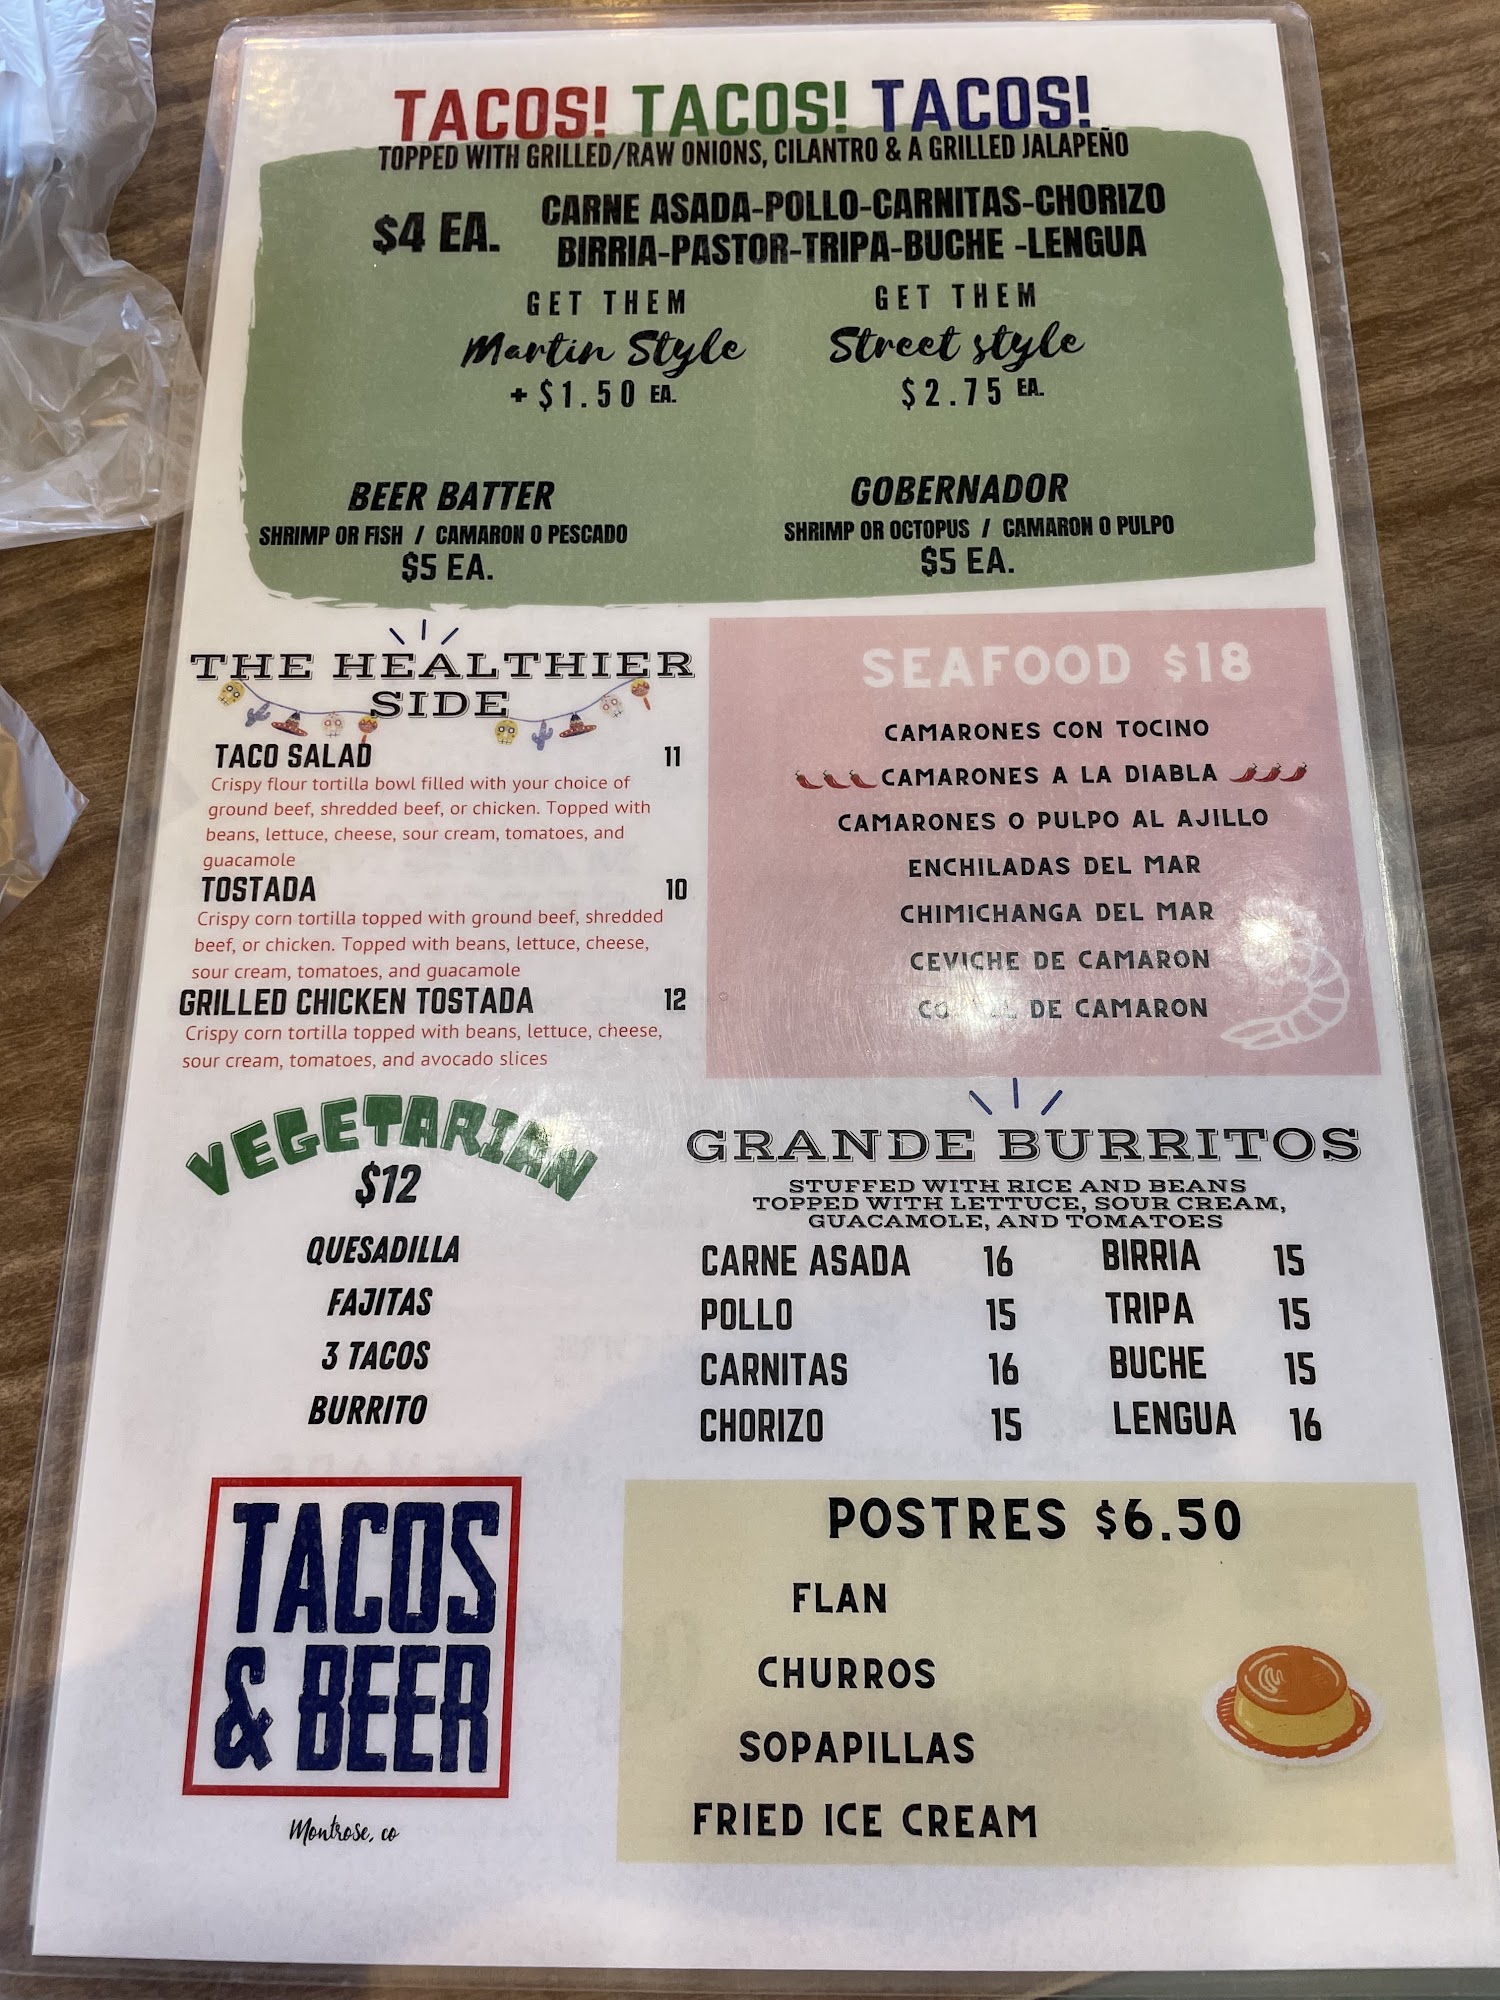 TACOS! TACOS! TACOS!
TOPPED WITH GRILLED/RAW ONIONS, CILANTRO & A GRILLED JALAPEÑO
$4 EA.
CARNE ASADA-POLLO-CARNITAS-CHORIZO
BIRRIA-PASTOR-TRIPA-BUCHE -LENGUA
GET THEM
Martin Style
+ $1.50 EA.
GET THEM
Street style
$2.75 EA.
BEER BATTER
SHRIMP OR FISH / CAMARON O PESCADO
$5 EA.
GOBERNADOR
SHRIMP OR OCTOPUS / CAMARON O PULPO
$5 EA.
THE HEALTHIER
SIDE
TACO SALAD 11
Crispy flour tortilla bowl filled with your choice of
ground beef, shredded beef, or chicken. Topped with
beans, lettuce, cheese, sour cream, tomatoes, and
guacamole
TOSTADA 10
Crispy corn tortilla topped with ground beef, shredded
beef, or chicken. Topped with beans, lettuce, cheese,
sour cream, tomatoes, and guacamole
GRILLED CHICKEN TOSTADA 12
Crispy corn tortilla topped with beans, lettuce, cheese,
sour cream, tomatoes, and avocado slices
SEAFOOD $18
CAMARONES CON TOCINO
CAMARONES A LA DIABLA
CAMARONES O PULPO AL AJILLO
ENCHILADAS DEL MAR
CHIMICHANGA DEL MAR
CEVICHE DE CAMARON
DE CAMARON
VEGETARIAN
$12
QUESADILLA
FAJITAS
3 TACOS
BURRITO
GRANDE BURRITOS
STUFFED WITH RICE AND BEANS
TOPPED WITH LETTUCE, SOUR CREAM,
GUACAMOLE, AND TOMATOES
CARNE ASADA 16 BIRRIA 15
POLLO 15 TRIPA 15
CARNITAS 16 BUCHE 15
CHORIZO 15 LENGUA 16
TACOS
& BEER
Montrose, co
POSTRES $6.50
FLAN
CHURROS
SOPAPILLAS
FRIED ICE CREAM